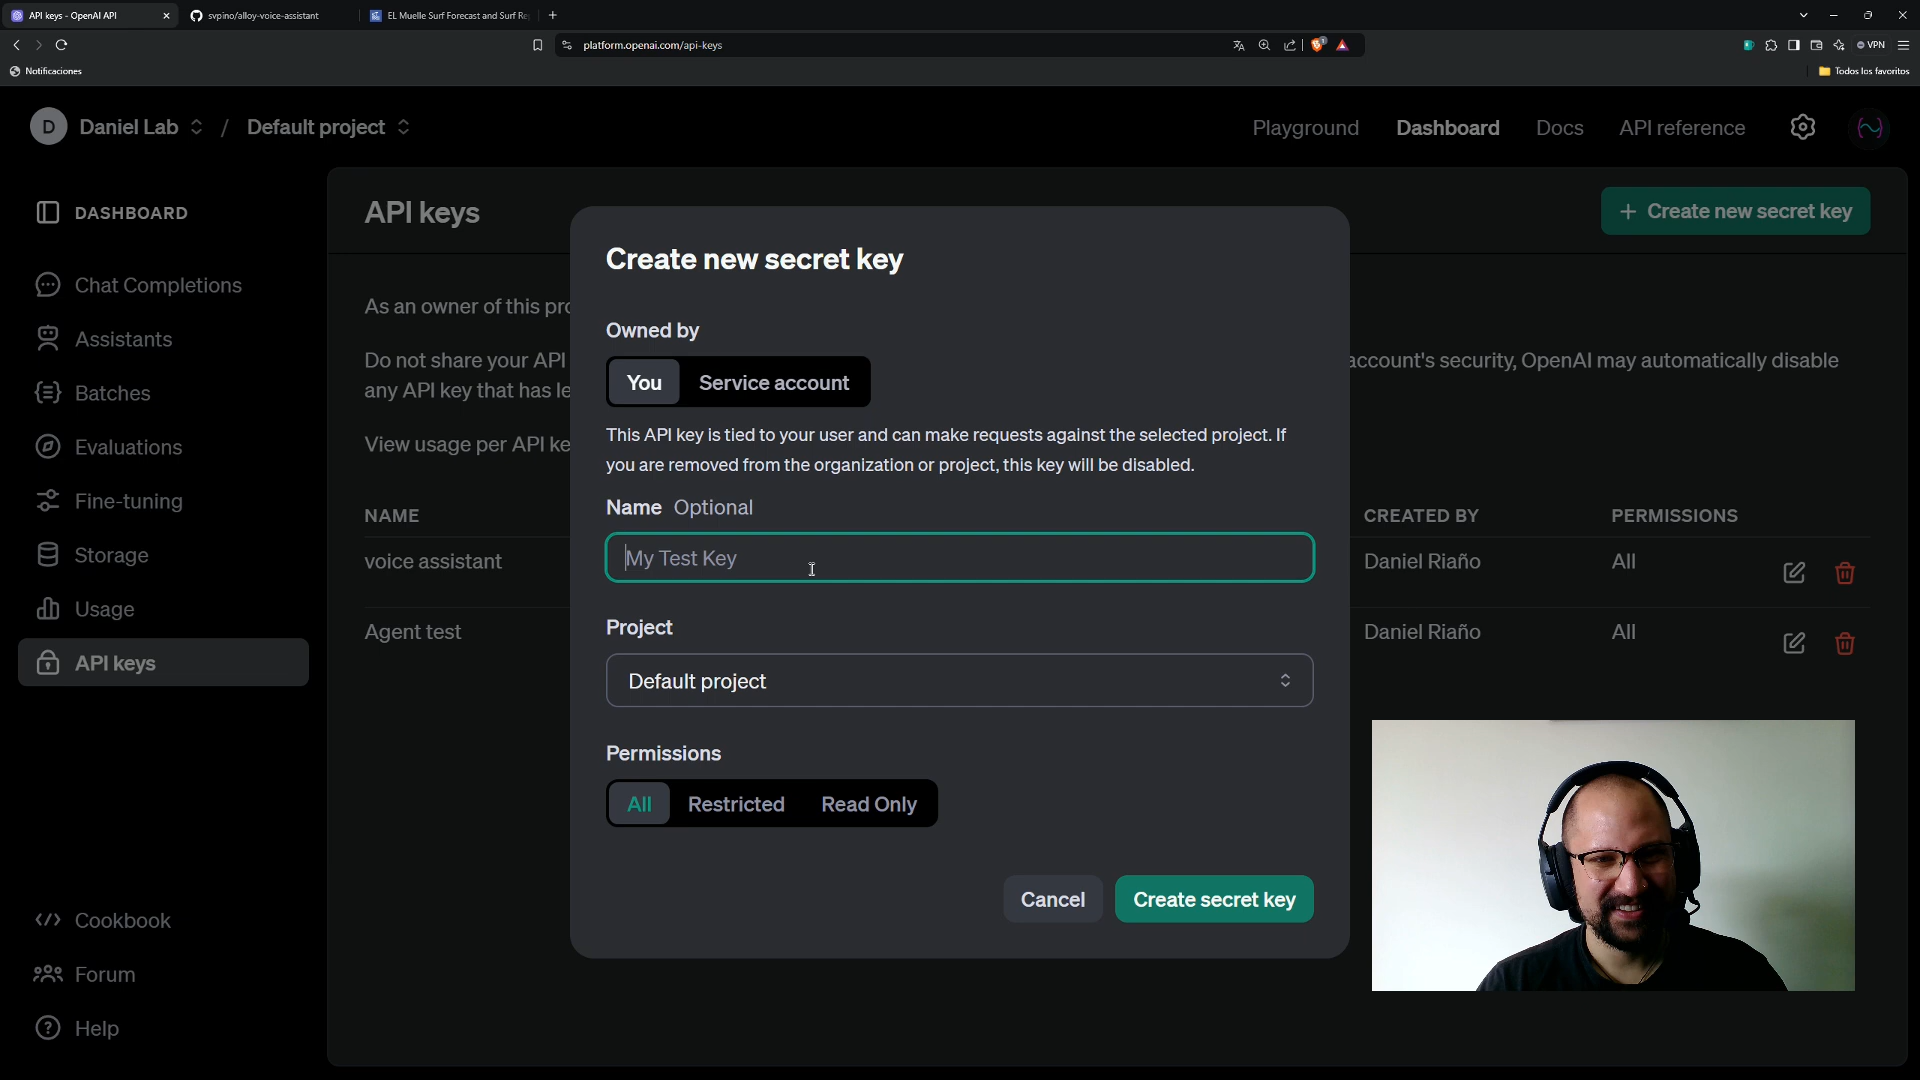 API keys - OpenAI API
svpino/alloy-voice-assistant
EL Muelle Surf Forecast and Surf Re
platform.openai.com/api-keys
VPN
Notificaciones
Todos los favoritos
D
Daniel Lab
/
Default project
Playground
Dashboard
Docs
API reference
DASHBOARD
Chat Completions
Assistants
Batches
Evaluations
Fine-tuning
Storage
Usage
API keys
Cookbook
Forum
Help
API keys
+ Create new secret key
As an owner of this pro
Do not share your API
account's security, OpenAI may automatically disable
any API key that has le
View usage per API ke
NAME
CREATED BY
PERMISSIONS
voice assistant
Daniel Riaño
All
Agent test
Daniel Riaño
All
Create new secret key
Owned by
You
Service account
This API key is tied to your user and can make requests against the selected project. If
you are removed from the organization or project, this key will be disabled.
Name Optional
My Test Key
Project
Default project
Permissions
All
Restricted
Read Only
Cancel
Create secret key